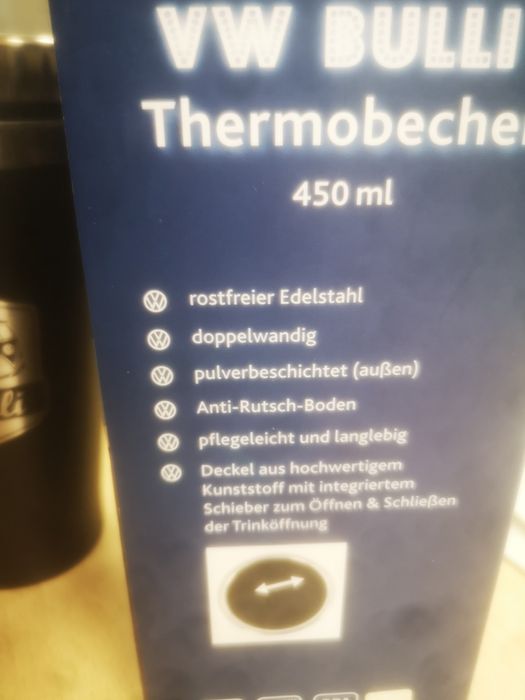 VW BULLI
Thermobecher
450 ml
rostfreier Edelstahl
doppelwandig
pulverbeschichtet (außen)
Anti-Rutsch-Boden
pflegeleicht und langlebig
Deckel aus hochwertigem
Kunststoff mit integriertem
Schieber zum Öffnen & Schließen
der Trinköffnung